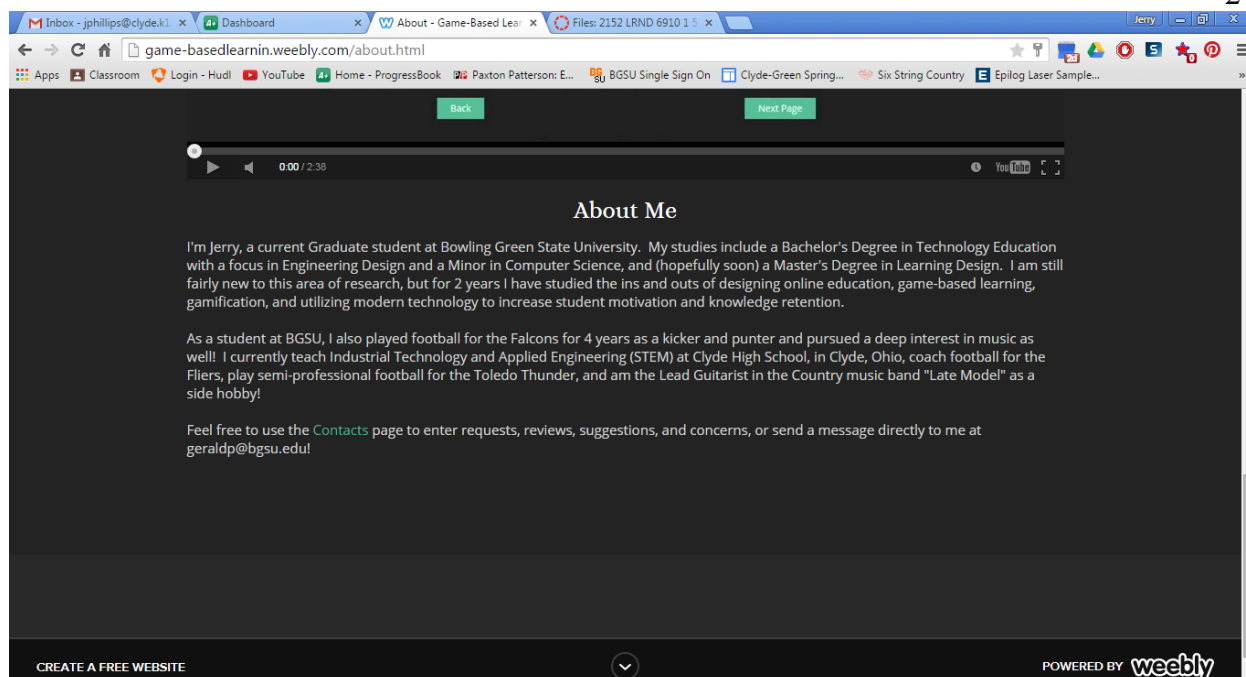 Inbox - jphillips@clyde.k1
Dashboard
About - Game-Based Lear
Files: 2152 LRND 6910 1 5
Jerry
game-basedlearnin.weebly.com/about.html
Apps
Classroom
Login - Hudl
YouTube
Home - ProgressBook
Paxton Patterson: E...
BGSU Single Sign On
Clyde-Green Spring...
Six String Country
Epilog Laser Sample...
»
Back
Next Page
0:00 / 2:38
YouTube
About Me
I'm Jerry, a current Graduate student at Bowling Green State University. My studies include a Bachelor's Degree in Technology Education
with a focus in Engineering Design and a Minor in Computer Science, and (hopefully soon) a Master's Degree in Learning Design. I am still
fairly new to this area of research, but for 2 years I have studied the ins and outs of designing online education, game-based learning,
gamification, and utilizing modern technology to increase student motivation and knowledge retention.
As a student at BGSU, I also played football for the Falcons for 4 years as a kicker and punter and pursued a deep interest in music as
well! I currently teach Industrial Technology and Applied Engineering (STEM) at Clyde High School, in Clyde, Ohio, coach football for the
Fliers, play semi-professional football for the Toledo Thunder, and am the Lead Guitarist in the Country music band "Late Model" as a
side hobby!
Feel free to use the Contacts page to enter requests, reviews, suggestions, and concerns, or send a message directly to me at
geraldp@bgsu.edu!
CREATE A FREE WEBSITE
POWERED BY weebly